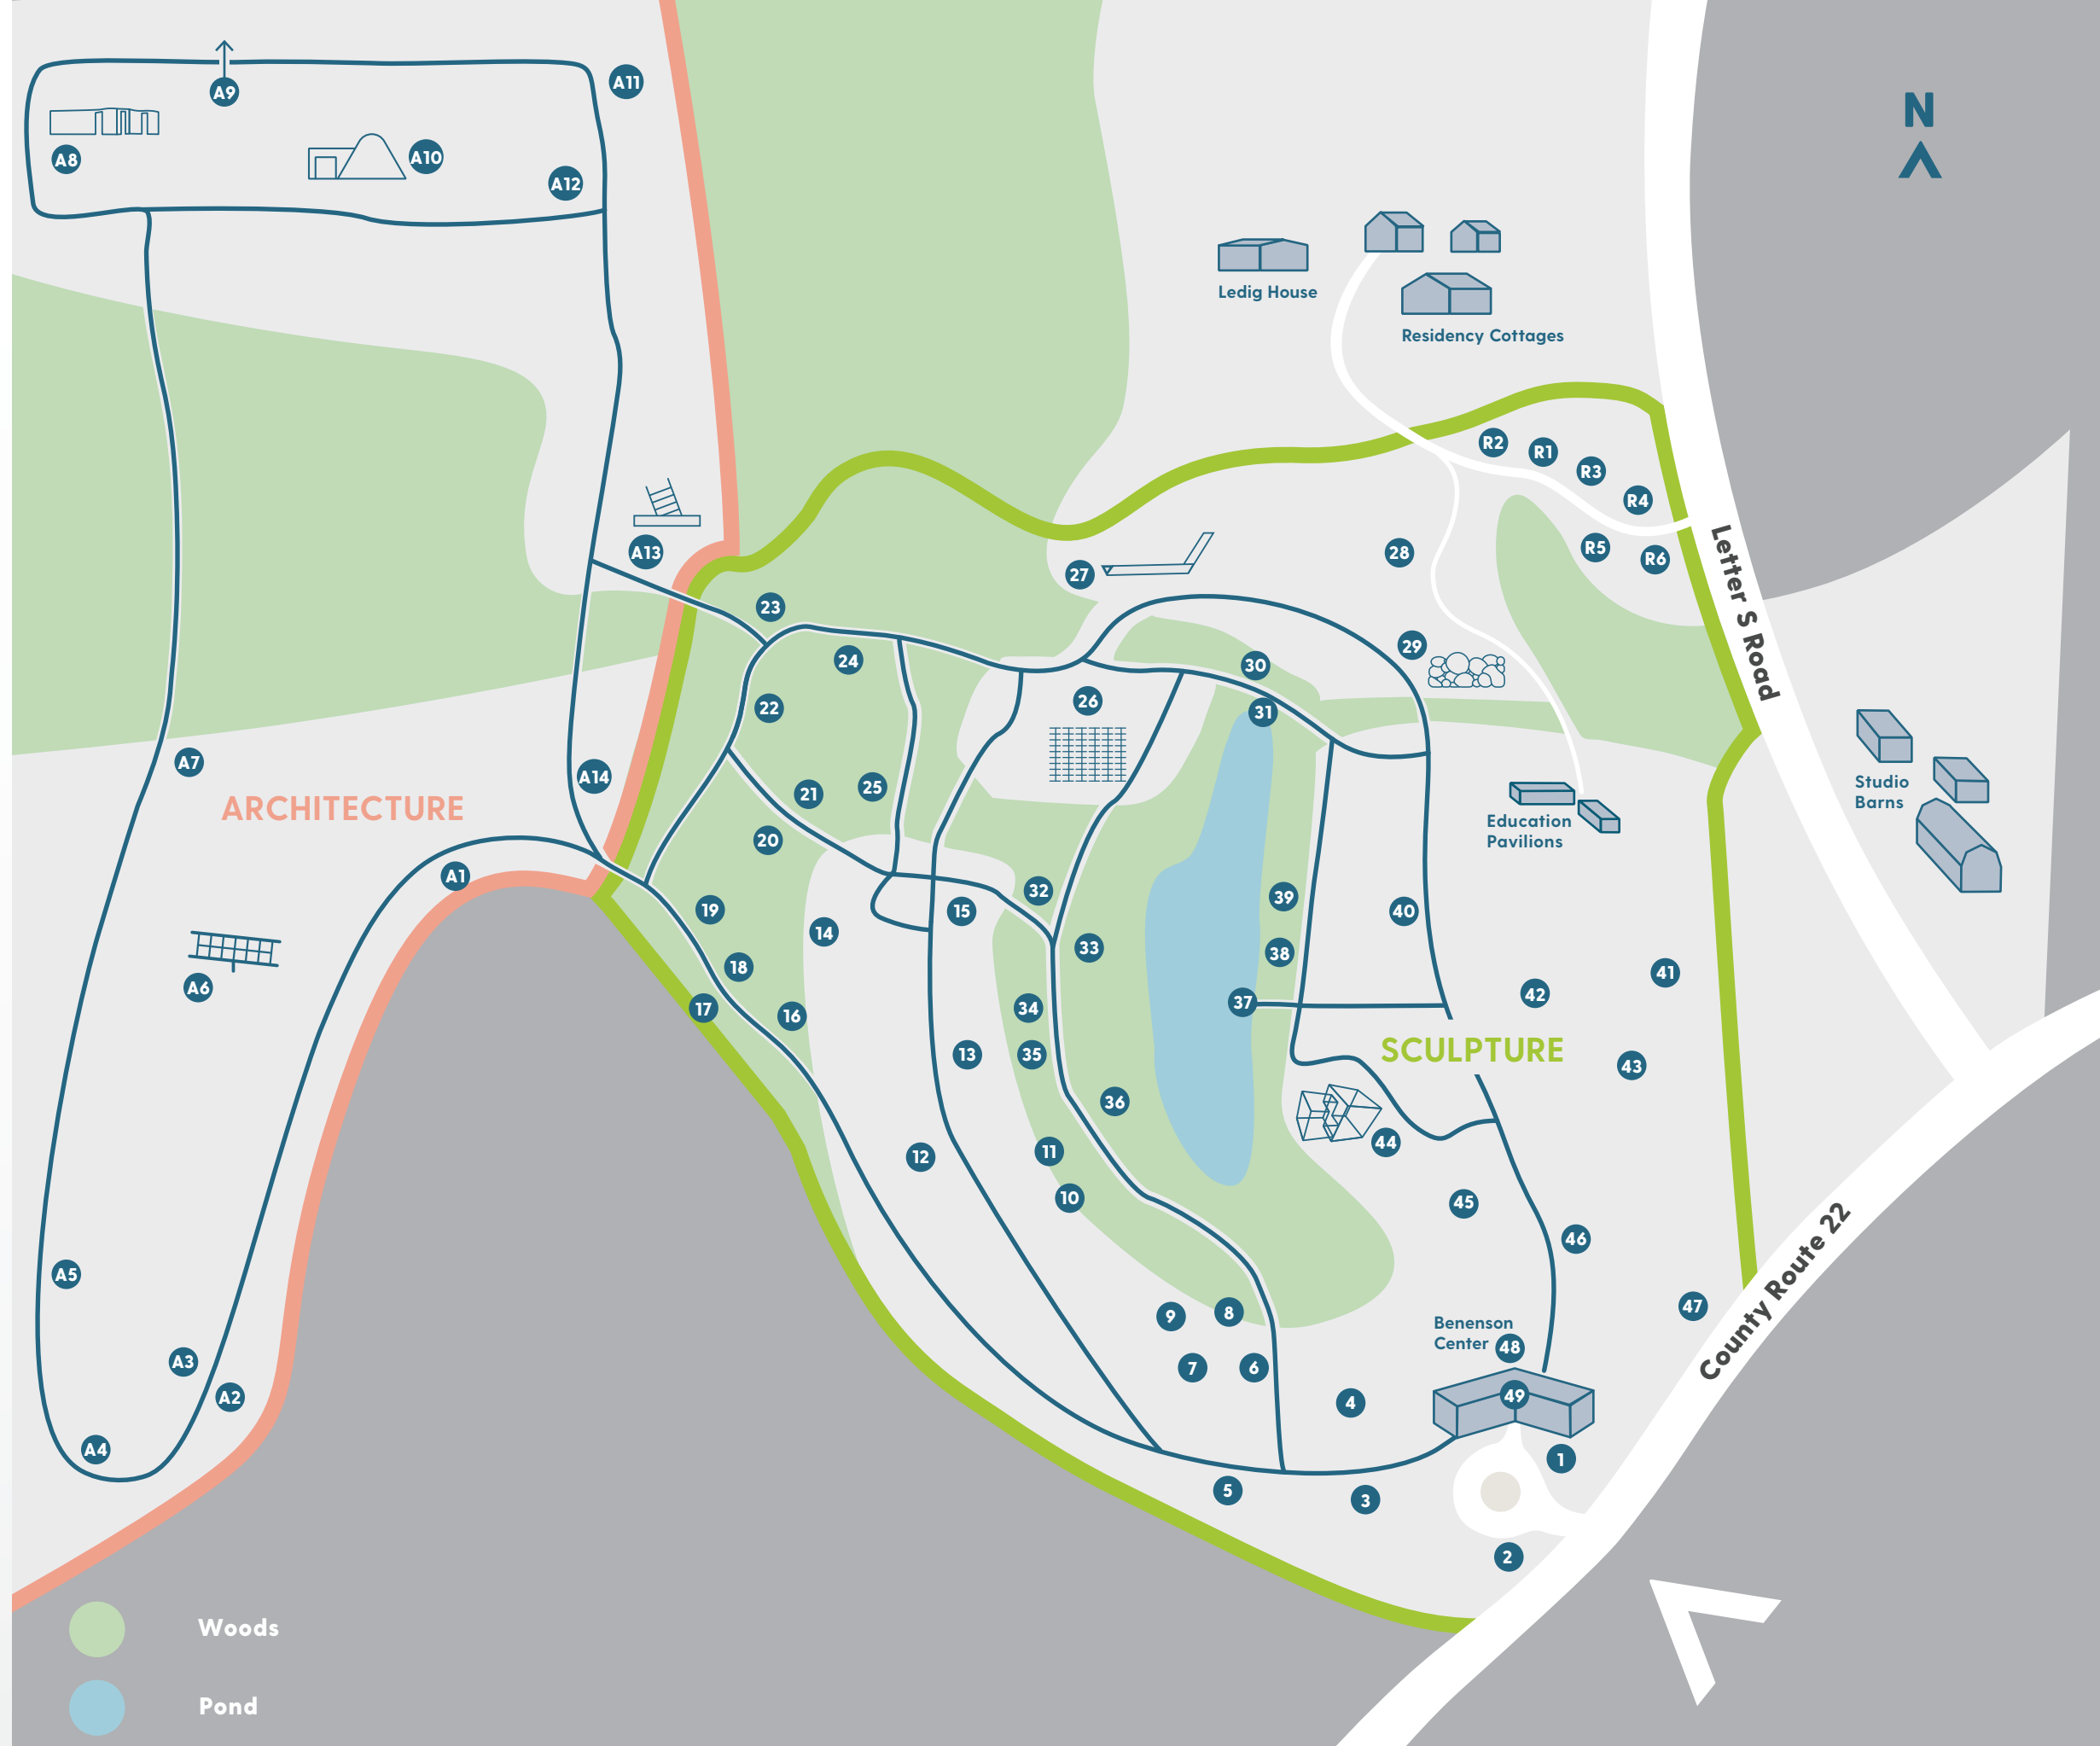 A11
A9
N
A8
A10
A12
Ledig House
Residency Cottages
R2
R1
R3
R4
R5
R6
A13
27
28
Letter S Road
23
24
29
30
22
26
31
A7
A14
21
25
ARCHITECTURE
20
Studio
Barns
Education
Pavilions
A1
19
32
15
39
40
14
33
38
18
41
A6
42
17
16
34
37
13
35
SCULPTURE
43
36
44
12
11
10
45
46
A5
County Route 22
47
9
8
Benenson
Center
48
A3
7
6
A2
49
4
A4
1
5
3
2
Woods
Pond